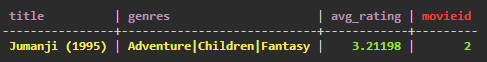 title | genres | avg_rating | movieid
Jumanji (1995) | Adventure|Children|Fantasy | 3.21198 | 2